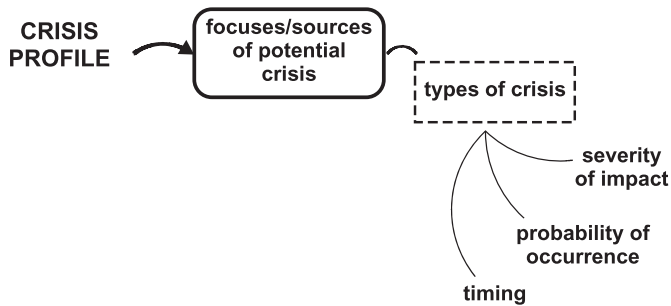 CRISIS
PROFILE
focuses/sources
of potential
crisis
types of crisis
severity
of impact
probability of
occurrence
timing